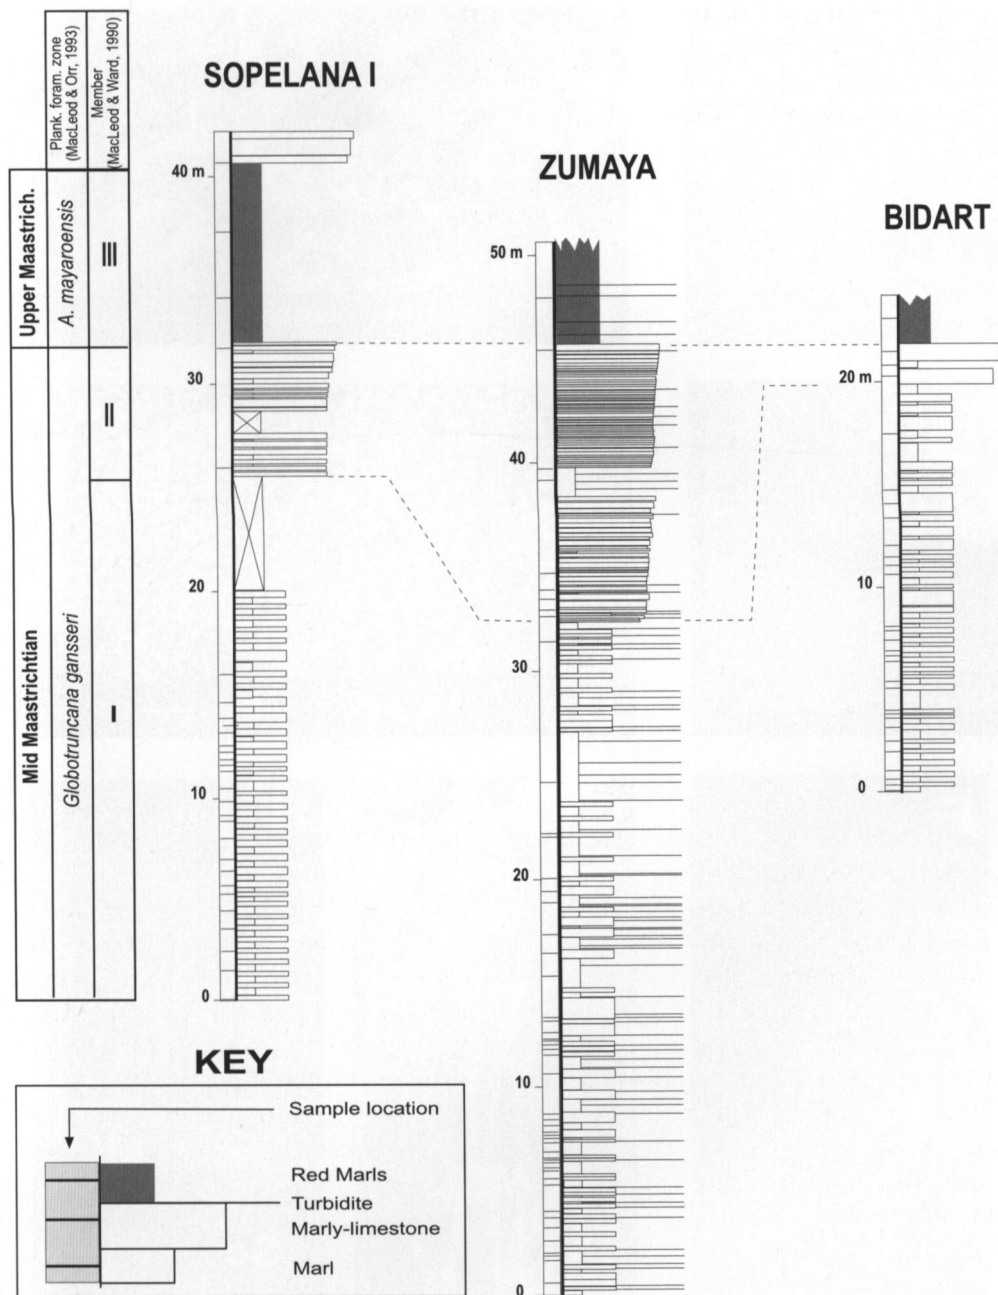 Plank. foram. zone
(MacLeod & Orr, 1993)
Member
(MacLeod & Ward, 1990)
Upper Maastrich.
A. mayaroensis
III
Mid Maastrichtian
Globotruncana gansseri
II
I
SOPELANA I
40 m
30
20
10
0
ZUMAYA
50 m
40
30
20
10
0
BIDART
20 m
10
0
KEY
Sample location
Red Marls
Turbidite
Marly-limestone
Marl